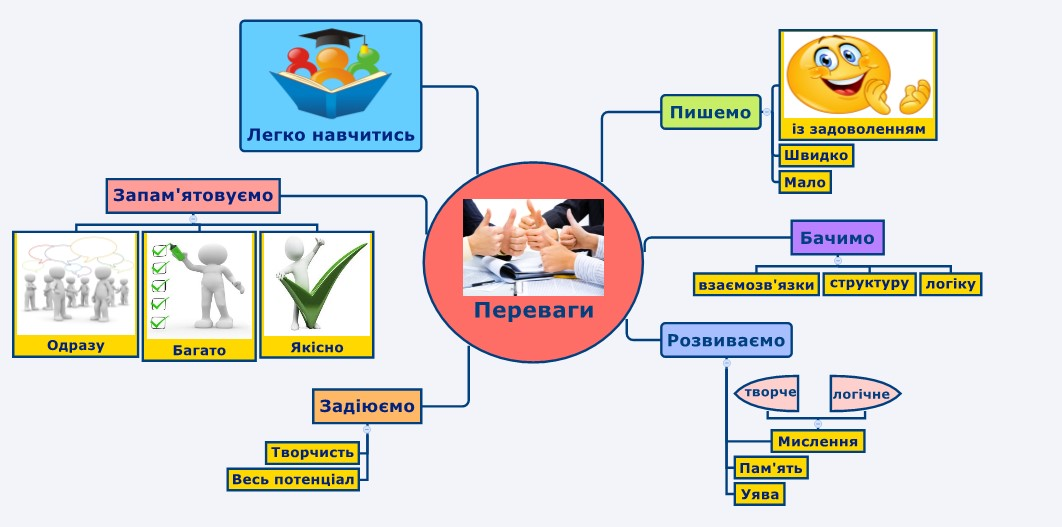 Легко навчитись
Запам'ятовуємо
Одразу
Багато
Якісно
Задіюємо
Творчисть
Весь потенціал
Переваги
Пишемо
із задоволенням
Швидко
Мало
Бачимо
взаємозв'язки
структуру
логіку
Розвиваємо
творче
логічне
Мислення
Пам'ять
Уява